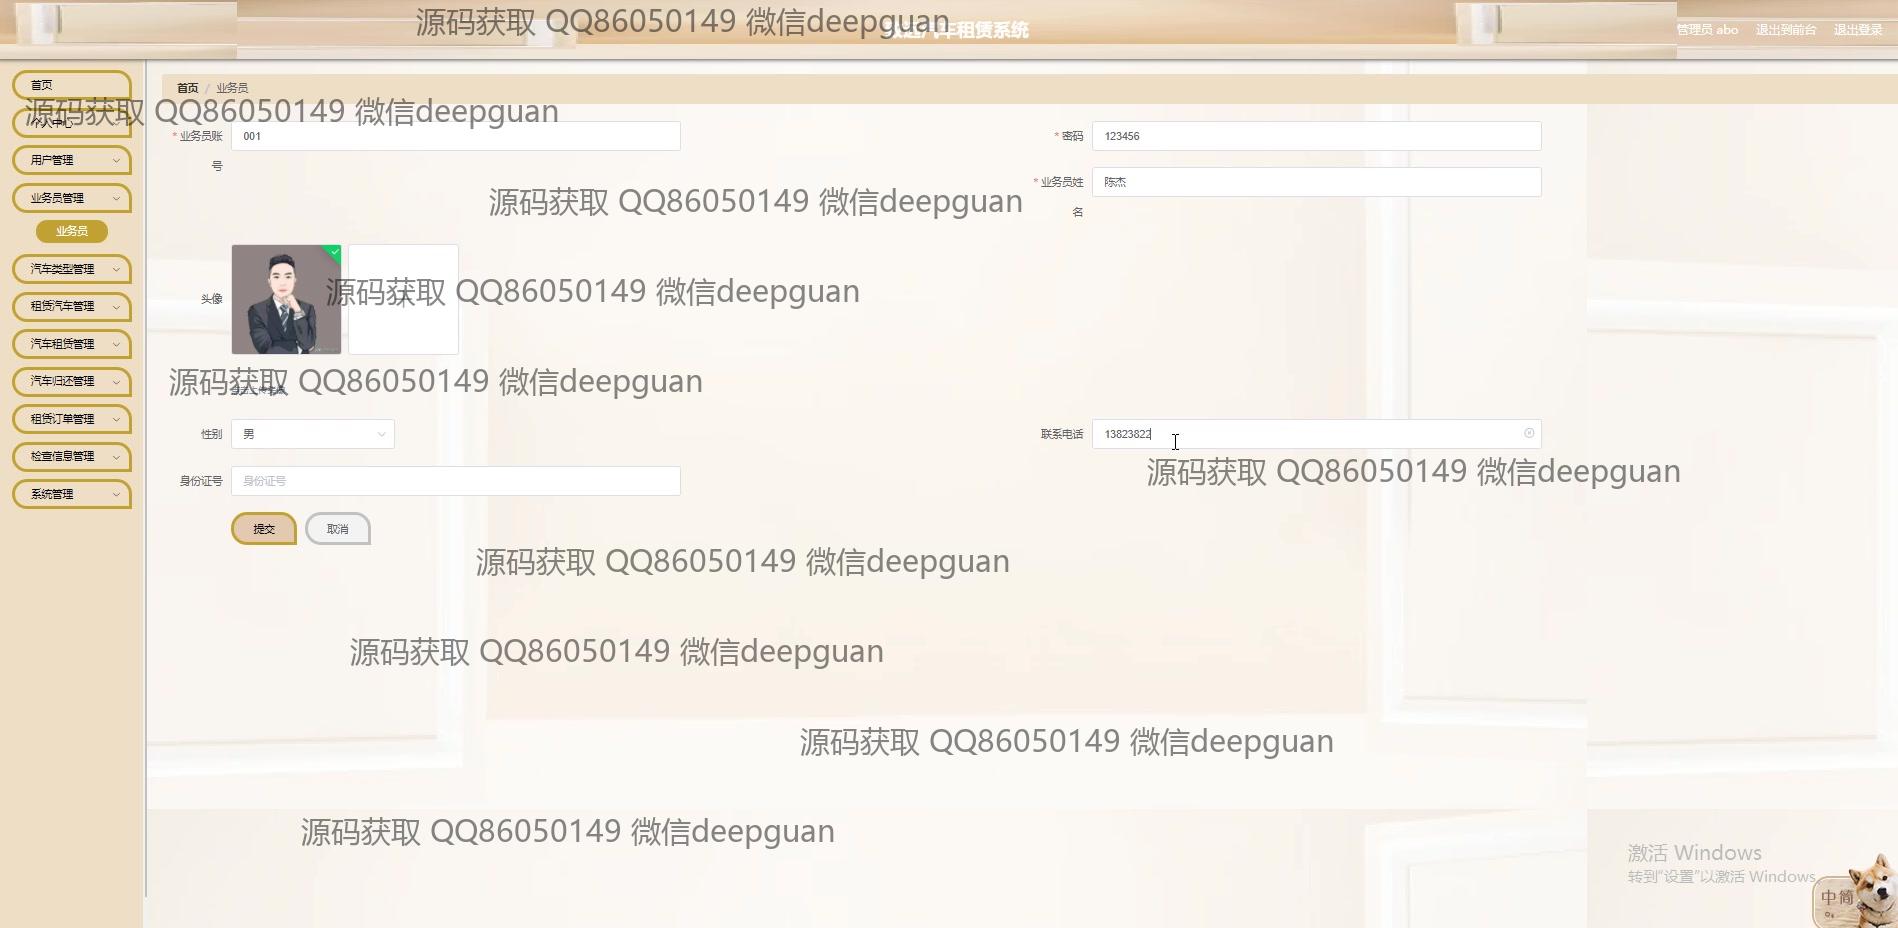 源码获取 QQ86050149 微信deepguan
汽车租赁系统
管理员 abo
退出到前台
退出登录
首页
首页 / 业务员
源码获取 QQ86050149 微信deepguan
个人中心
* 业务员账号
001
* 密码
123456
用户管理
* 业务员姓名
陈杰
业务员管理
源码获取 QQ86050149 微信deepguan
业务员
汽车类型管理
头像
源码获取 QQ86050149 微信deepguan
租赁汽车管理
汽车租赁管理
汽车归还管理
源码获取 QQ86050149 微信deepguan
租赁订单管理
性别
男
联系电话
13823822
检查信息管理
源码获取 QQ86050149 微信deepguan
身份证号
身份证号
系统管理
提交
取消
源码获取 QQ86050149 微信deepguan
源码获取 QQ86050149 微信deepguan
源码获取 QQ86050149 微信deepguan
源码获取 QQ86050149 微信deepguan
激活 Windows
转到“设置”以激活 Windows。
中简